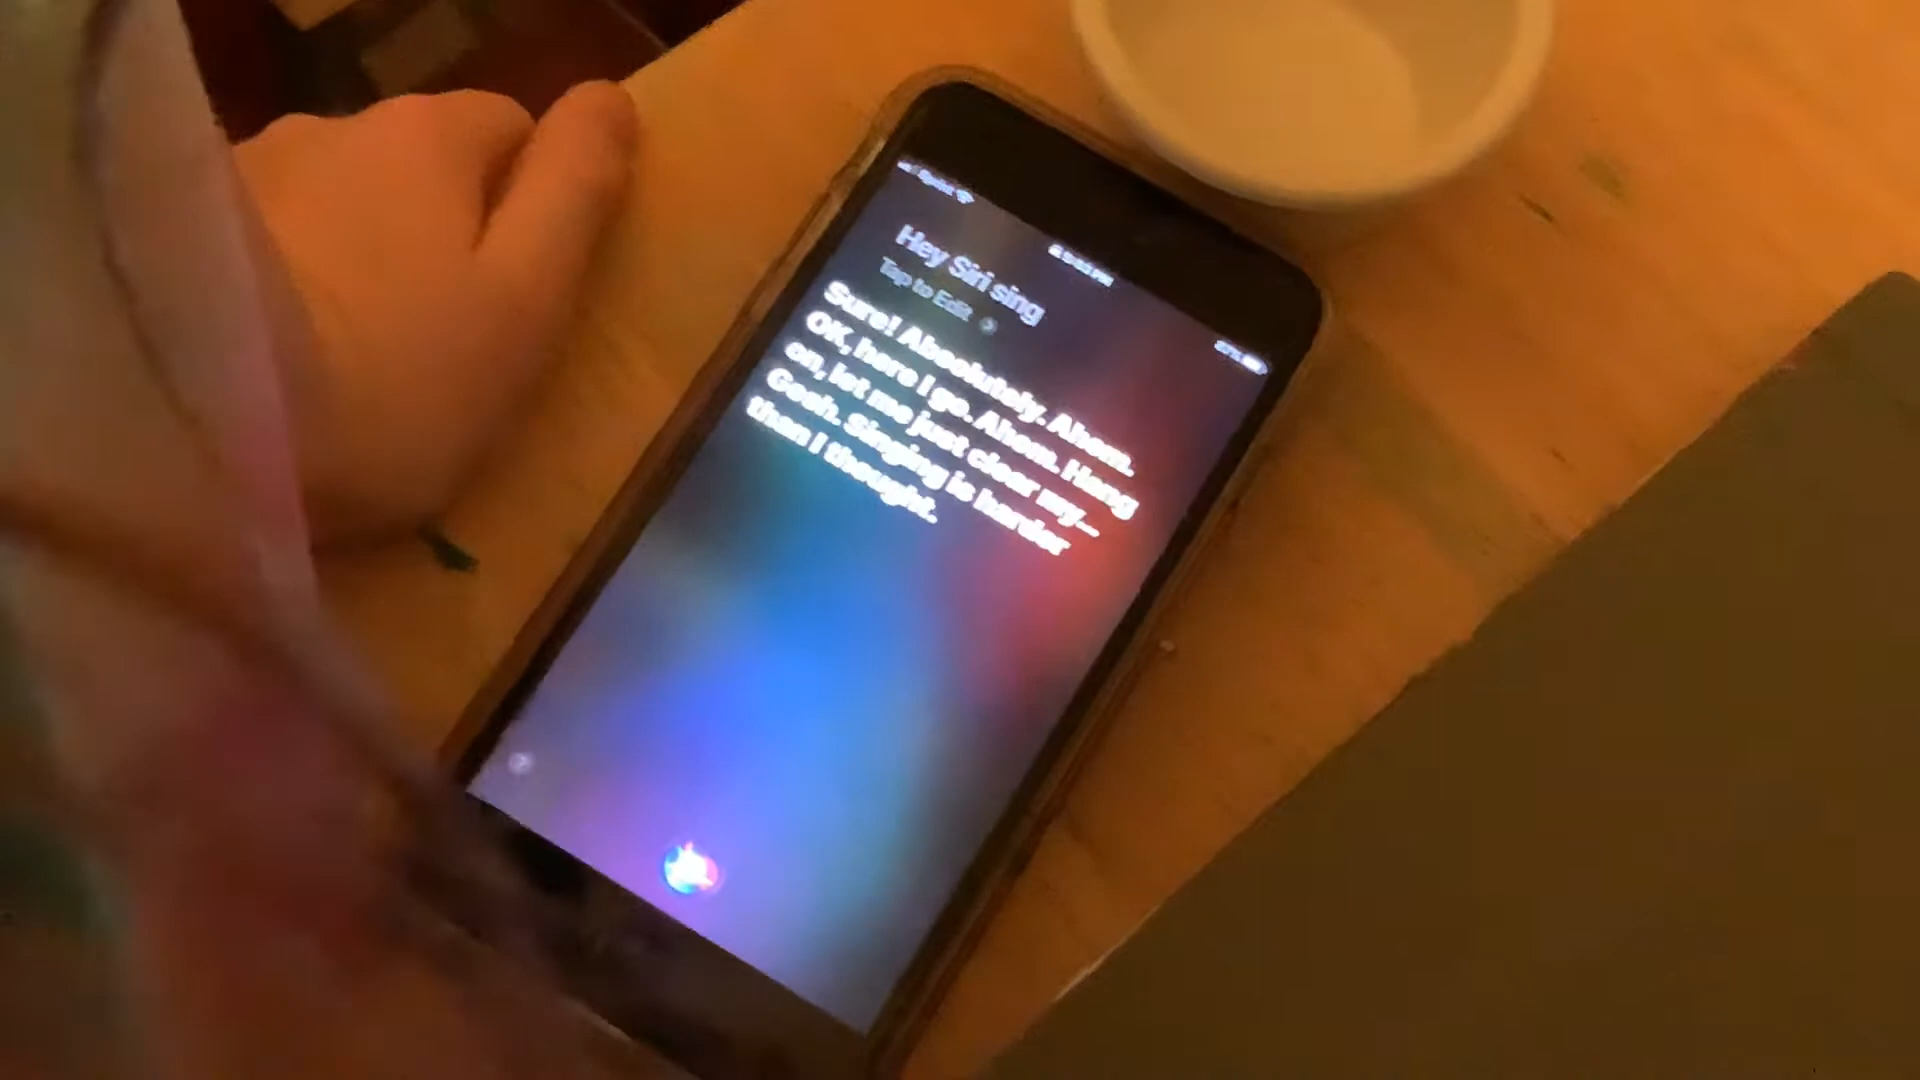 Sprint
Hey Siri sing
Tap to Edit
Sure! Absolutely. Ahem.
OK, here I go. Ahem. Hang
on, let me just clear my...
Gosh. Singing is harder
than I thought.
?